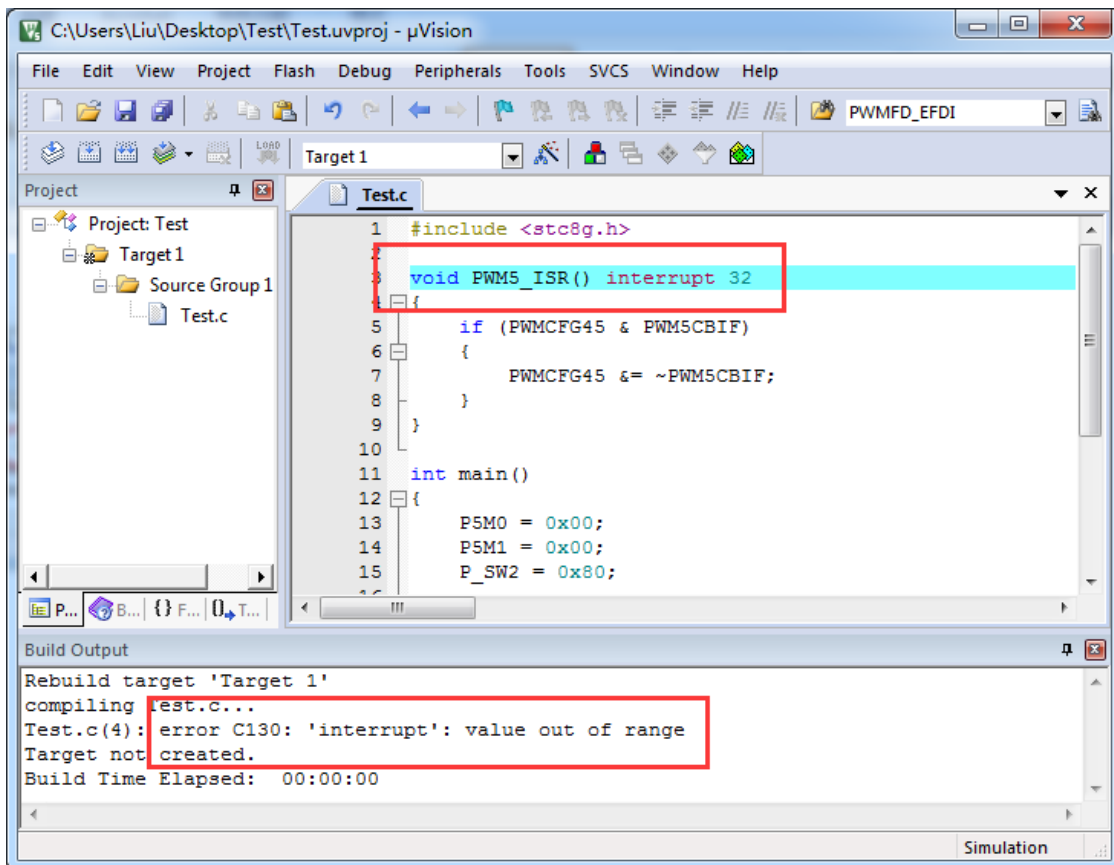 C:\Users\Liu\Desktop\Test\Test.uvproj - µVision
File Edit View Project Flash Debug Peripherals Tools SVCS Window Help
PWMFD_EFDI
LOAD Target 1
Project
Project: Test
Target 1
Source Group 1
Test.c
P... B... {} F... 0 T...
Test.c
1 #include <stc8g.h>
2
3 void PWM5_ISR() interrupt 32
4 {
5 if (PWMCFG45 & PWM5CBIF)
6 {
7 PWMCFG45 &= ~PWM5CBIF;
8 }
9 }
10
11 int main()
12 {
13 P5M0 = 0x00;
14 P5M1 = 0x00;
15 P_SW2 = 0x80;
Build Output
Rebuild target 'Target 1'
compiling Test.c...
Test.c(4): error C130: 'interrupt': value out of range
Target not created.
Build Time Elapsed: 00:00:00
Simulation